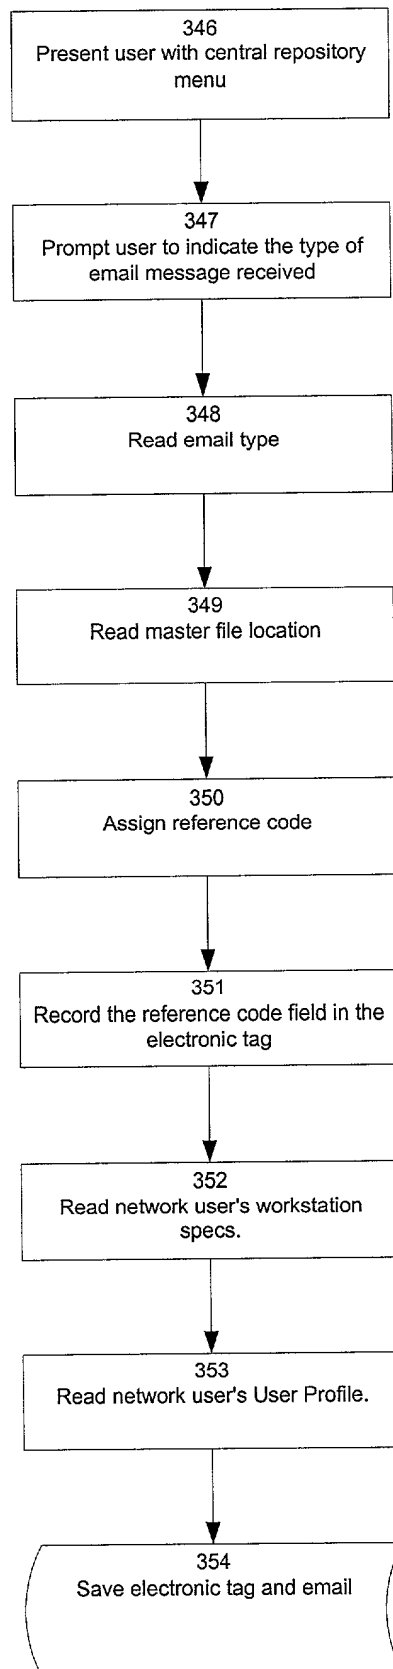 346
Present user with central repository
menu
347
Prompt user to indicate the type of
email message received
348
Read email type
349
Read master file location
350
Assign reference code
351
Record the reference code field in the
electronic tag
352
Read network user's workstation
specs.
353
Read network user's User Profile.
354
Save electronic tag and email